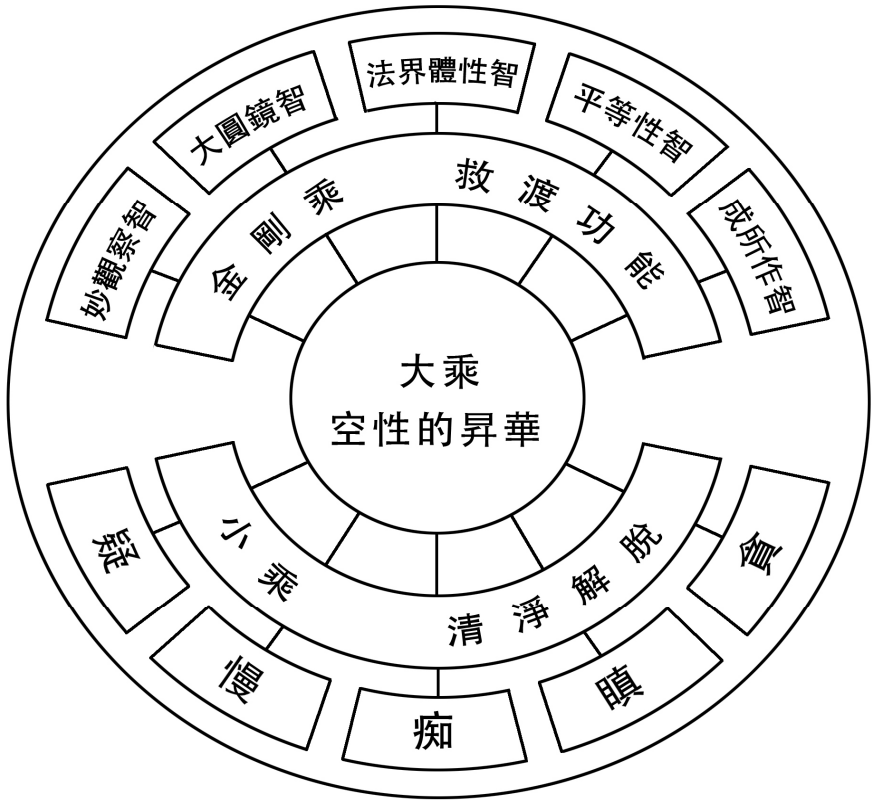 法界體性智
大圓鏡智
平等性智
妙觀察智
成所作智
金剛乘 救渡功能
大乘
空性的昇華
小乘 清淨解脫
疑
慢
痴
瞋
貪